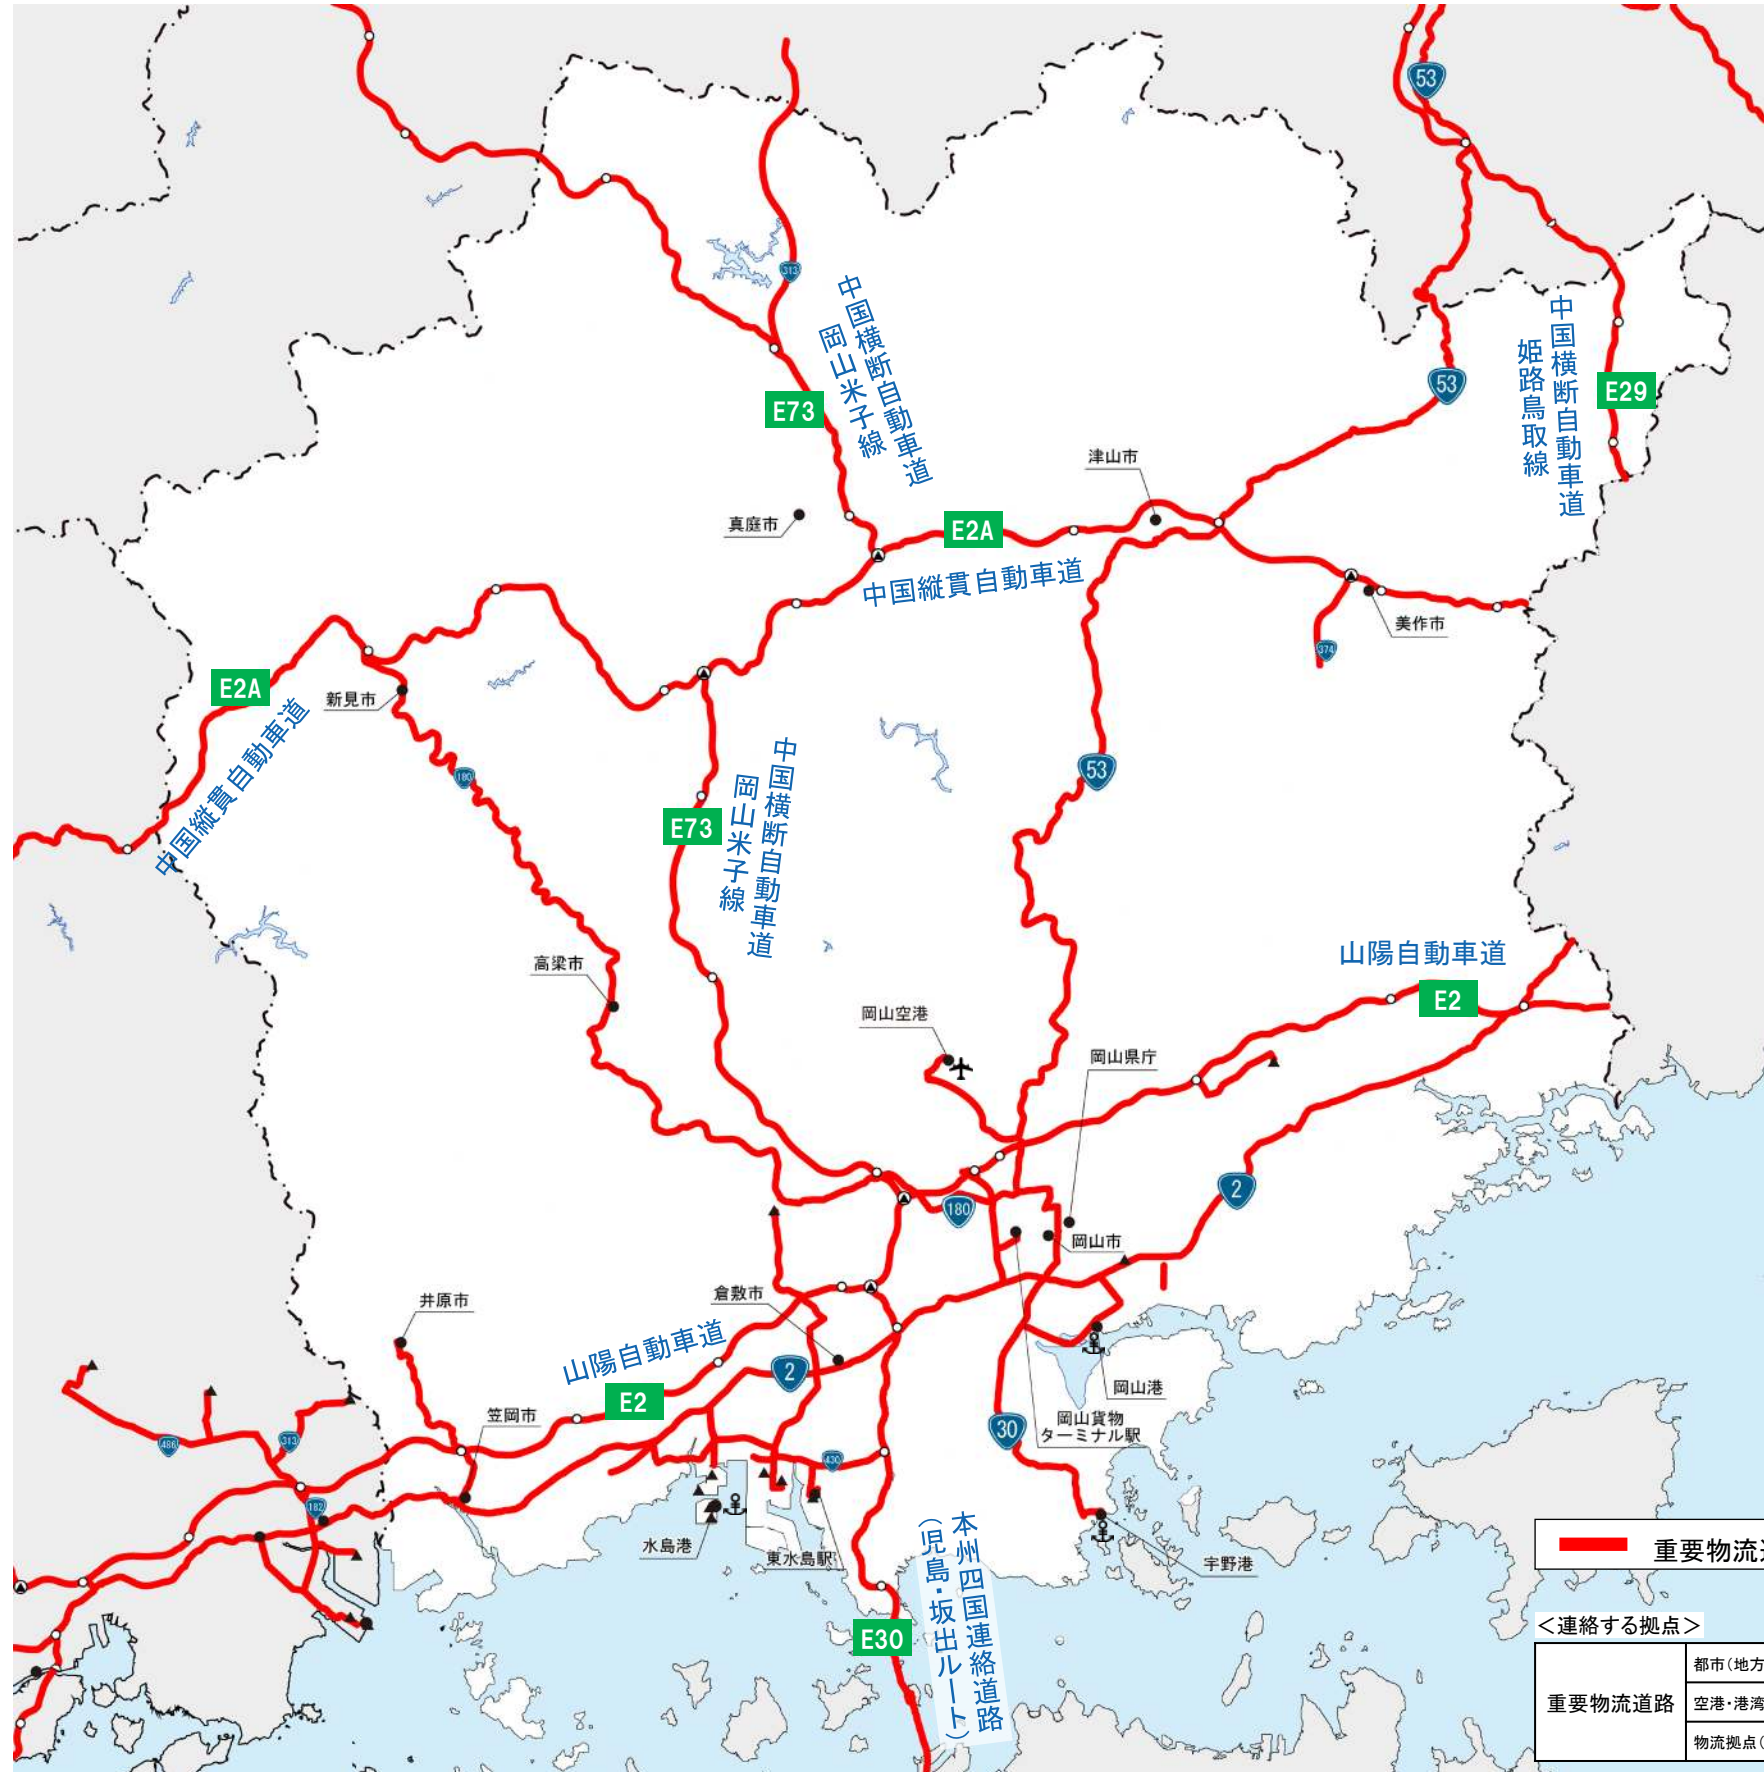 53
313
中国横断自動車道
岡山米子線
中国横断自動車道
姫路鳥取線
E73
53
E29
津山市
真庭市
E2A
中国縦貫自動車道
美作市
374
E2A
新見市
中国縦貫自動車道
180
中国横断自動車道
岡山米子線
53
E73
山陽自動車道
高梁市
E2
岡山空港
岡山県庁
2
180
岡山市
倉敷市
井原市
山陽自動車道
2
岡山港
E2
笠岡市
岡山貨物
ターミナル駅
30
486
313
430
182
水島港
東水島駅
本州四国連絡道路
(児島・坂出ルート)
宇野港
E30
重要物流
<連絡する拠点>
重要物流道路
都市(地方
空港・港湾
物流拠点(